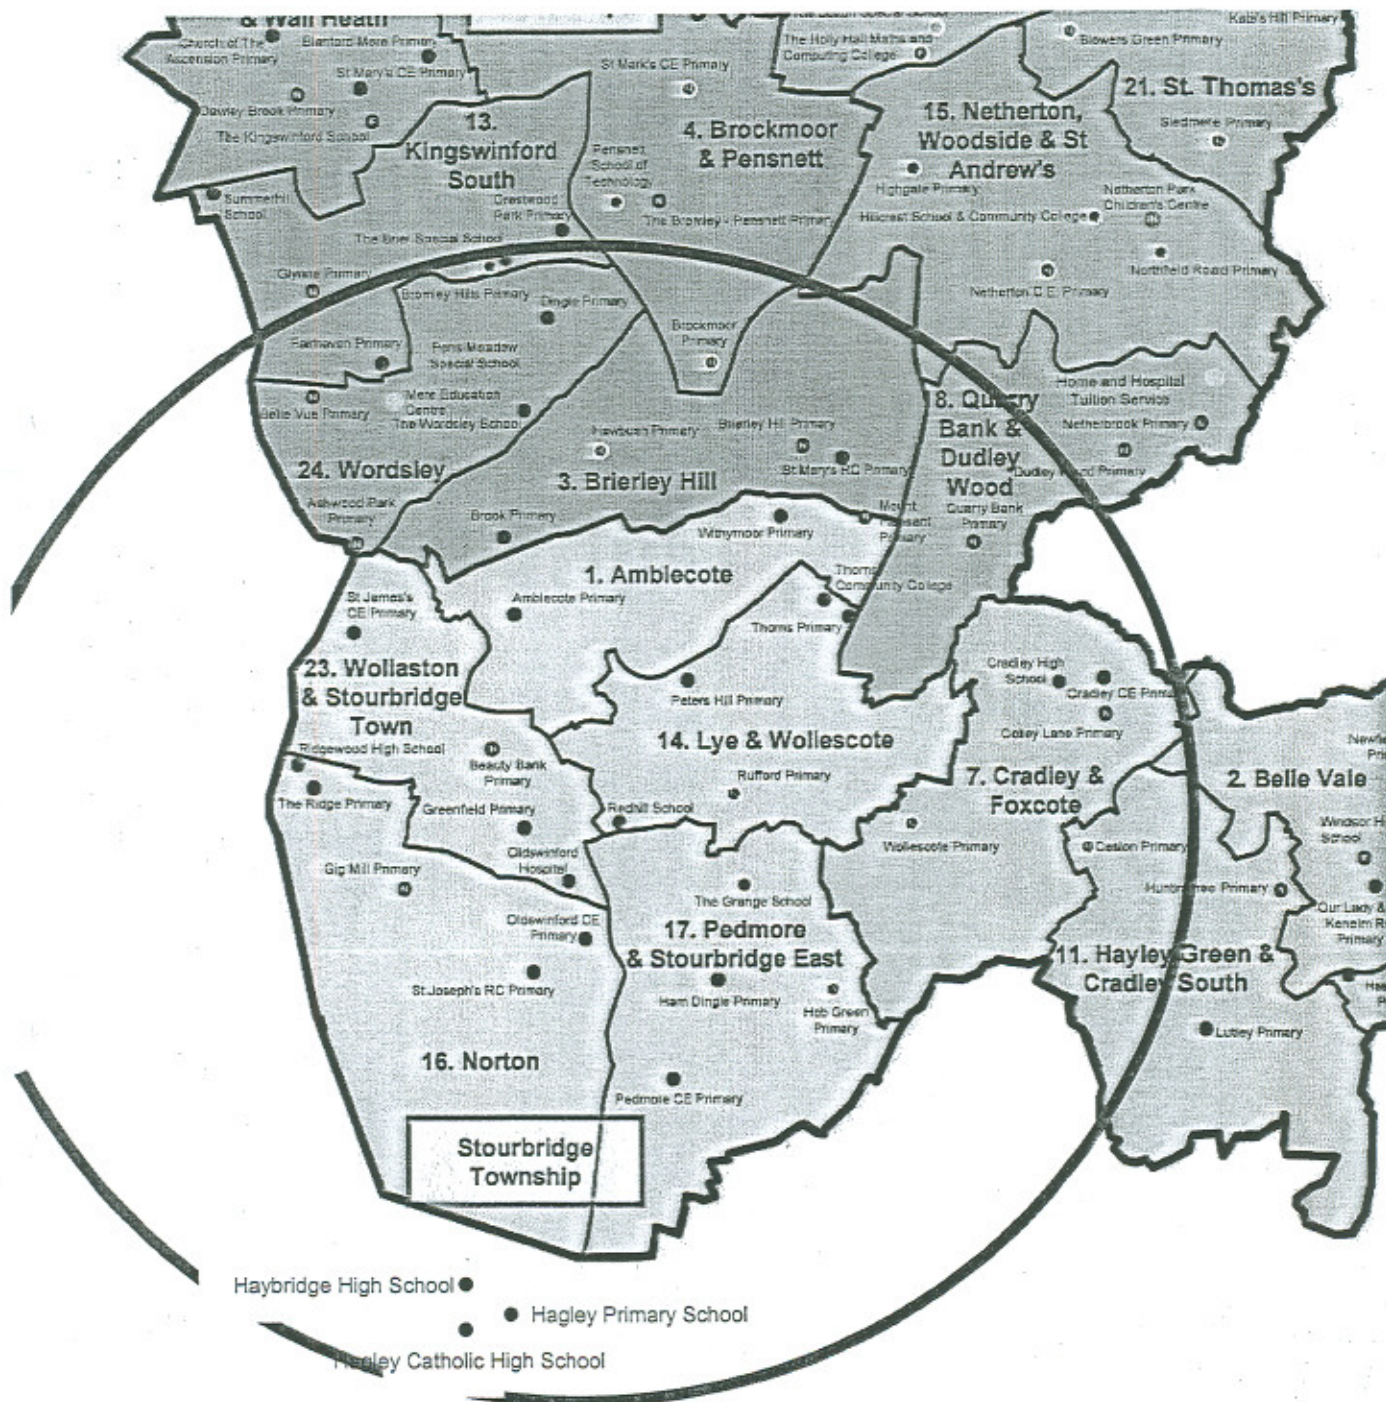 & Wall Heath
Church of The
Ascension Primary
Blanford Mere Primary
St Mary's CE Primary
Dawley Brook Primary
The Kingswinford School
13.
Kingswinford
South
Summerhill
School
Crestwood
Park Primary
The Brier Special School
Glynne Primary
St Mark's CE Primary
4. Brockmoor
& Pensnett
Pensnett
School of
Technology
The Bromley - Pensnett Primary
The Holly Hall Maths and
Computing College
Kate's Hill Primary
Blowers Green Primary
21. St. Thomas's
15. Netherton,
Woodside & St
Andrew's
Sledmere Primary
Highgate Primary
Netherton Park
Children's Centre
Hillcrest School & Community College
Northfield Road Primary
Netherton C.E. Primary
Bromley Hills Primary
Dingle Primary
Fairhaven Primary
Pens Meadow
Special School
Brockmoor
Primary
Belle Vue Primary
Mere Education
Centre
The Wordsley School
24. Wordsley
Hawbush Primary
Brierley Hill Primary
St Mary's RC Primary
3. Brierley Hill
Home and Hospital
Tuition Service
8. Quarry
Bank &
Dudley
Wood
Netherbrook Primary
Dudley Wood Primary
Ashwood Park
Primary
Brook Primary
Withymoor Primary
Mount
Pleasant
Primary
Quarry Bank
Primary
1. Amblecote
Thorns
Community College
St James's
CE Primary
Amblecote Primary
Thorns Primary
23. Wollaston
& Stourbridge
Town
Peters Hill Primary
Cradley High
School
Cradley CE Primary
Ridgewood High School
Beauty Bank
Primary
14. Lye & Wollescote
Colley Lane Primary
Rufford Primary
7. Cradley &
Foxcote
2. Belle Vale
The Ridge Primary
Greenfield Primary
Redhill School
Wollescote Primary
Caslon Primary
Windsor Hi
School
Gig Mill Primary
Oldswinford
Hospital
The Grange School
Huntingtree Primary
Our Lady &
Kenelm R
Primary
Oldswinford CE
Primary
17. Pedmore
& Stourbridge East
11. Hayley Green &
Cradley South
St Joseph's RC Primary
Ham Dingle Primary
Hob Green
Primary
Lutley Primary
16. Norton
Pedmore CE Primary
Stourbridge
Township
Haybridge High School
Hagley Primary School
Hagley Catholic High School